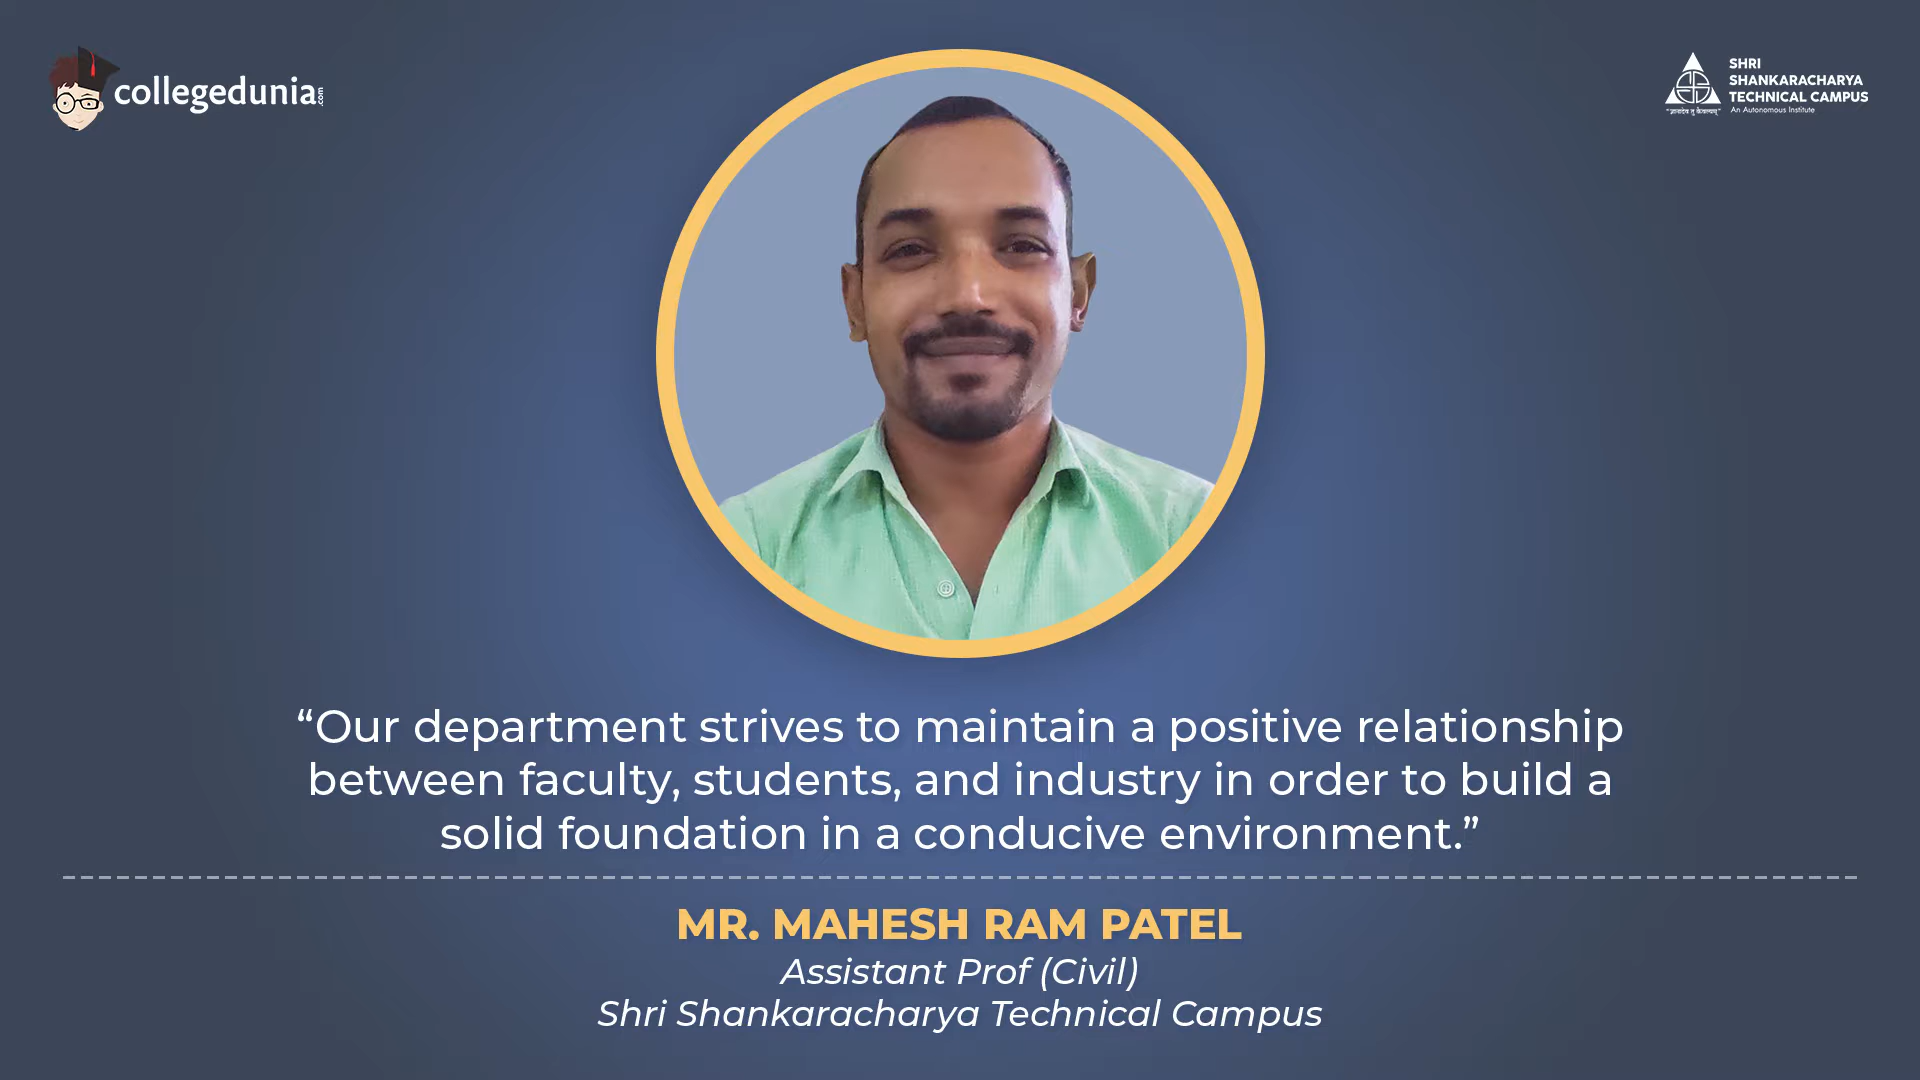 collegedunia.com
SHRI
SHANKARACHARYA
TECHNICAL CAMPUS
An Autonomous Institute
"ज्ञानादेव तु कैवल्यम्"
“Our department strives to maintain a positive relationship
between faculty, students, and industry in order to build a
solid foundation in a conducive environment.”
MR. MAHESH RAM PATEL
Assistant Prof (Civil)
Shri Shankaracharya Technical Campus